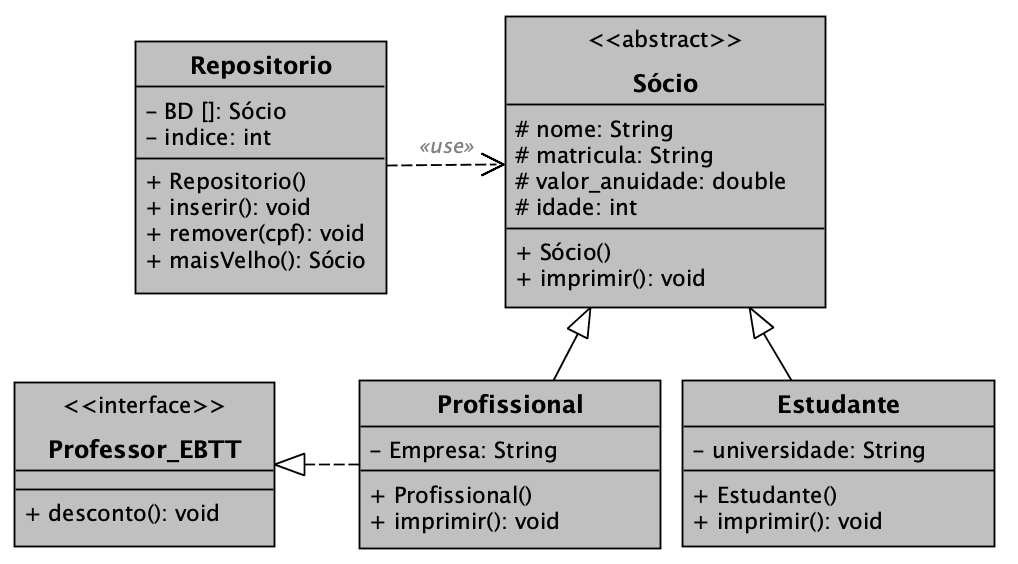 Repositorio
– BD []: Sócio
– indice: int
+ Repositorio()
+ inserir(): void
+ remover(cpf): void
+ maisVelho(): Sócio
«use»
<<abstract>>
Sócio
# nome: String
# matricula: String
# valor_anuidade: double
# idade: int
+ Sócio()
+ imprimir(): void
<<interface>>
Professor_EBTT
+ desconto(): void
Profissional
– Empresa: String
+ Profissional()
+ imprimir(): void
Estudante
– universidade: String
+ Estudante()
+ imprimir(): void